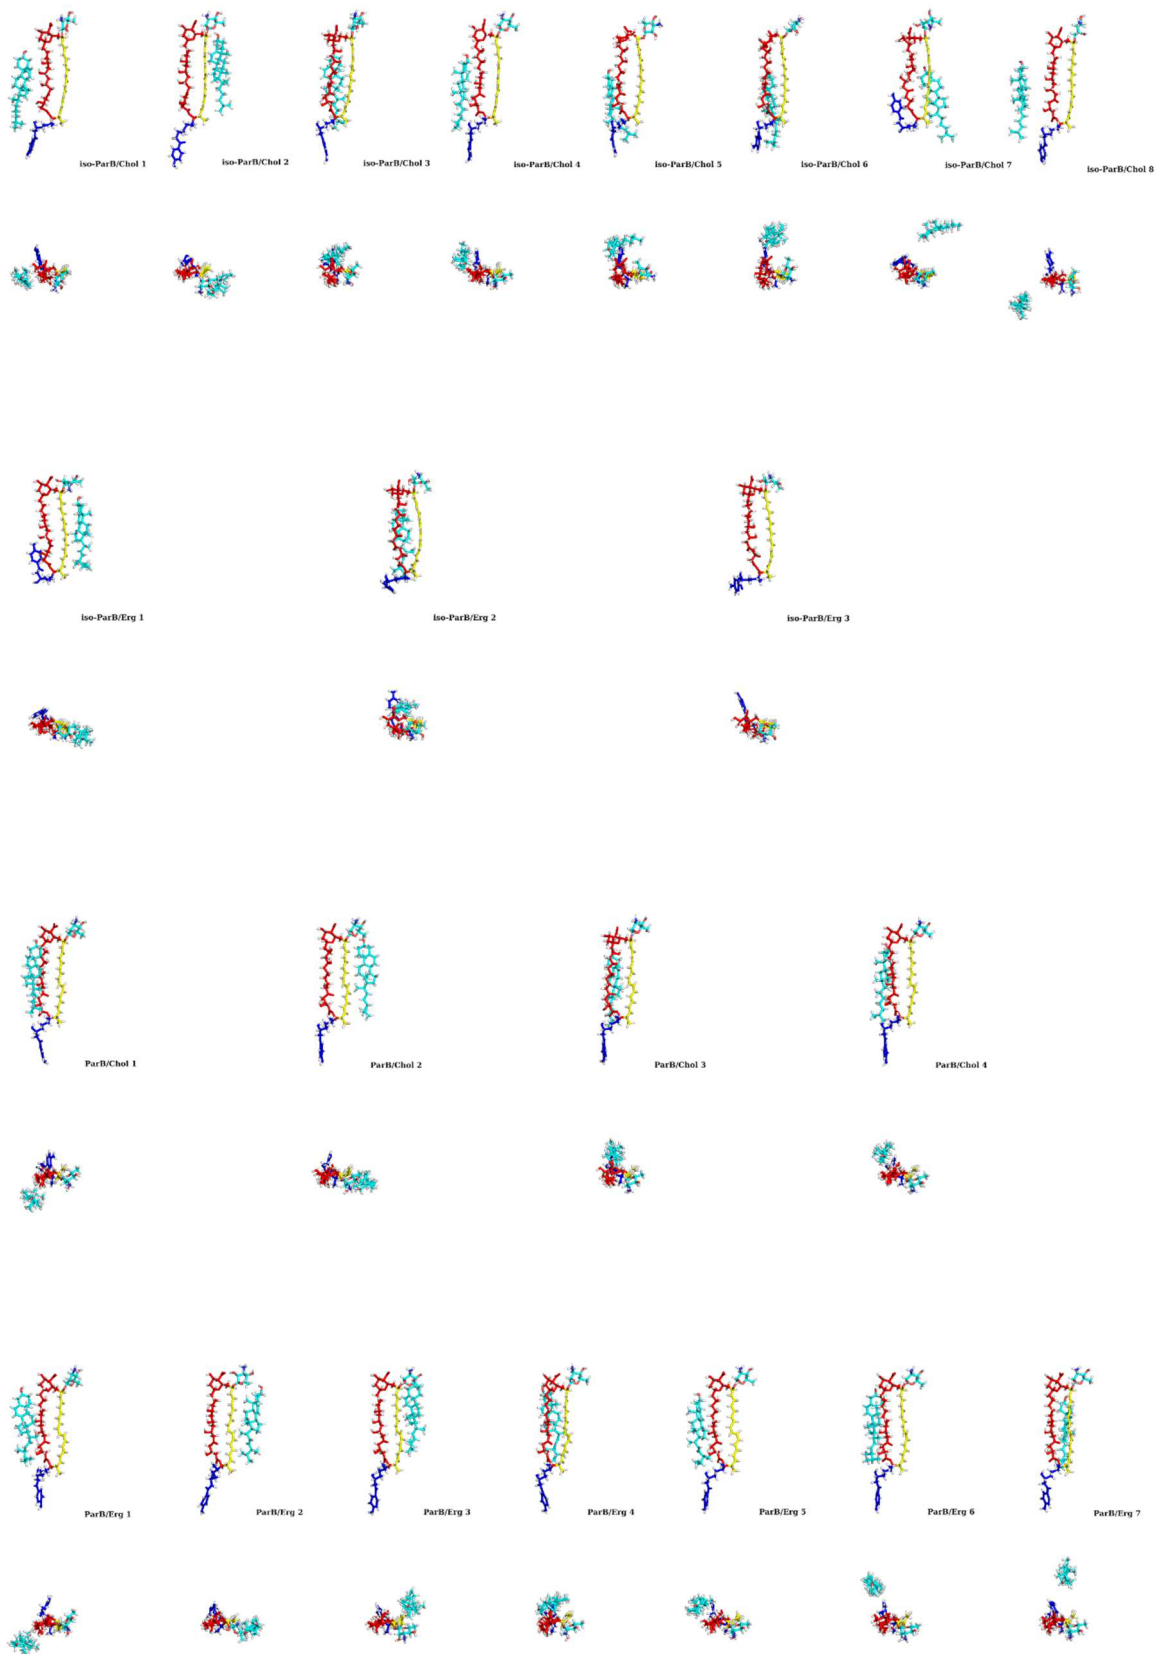 iso-ParB/Chol 1
iso-ParB/Chol 2
iso-ParB/Chol 3
iso-ParB/Chol 4
iso-ParB/Chol 5
iso-ParB/Chol 6
iso-ParB/Chol 7
iso-ParB/Chol 8
iso-ParB/Erg 1
iso-ParB/Erg 2
iso-ParB/Erg 3
ParB/Chol 1
ParB/Chol 2
ParB/Chol 3
ParB/Chol 4
ParB/Erg 1
ParB/Erg 2
ParB/Erg 3
ParB/Erg 4
ParB/Erg 5
ParB/Erg 6
ParB/Erg 7